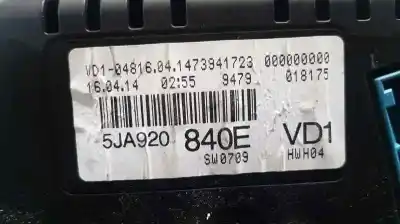 VD1-04816.04.1473941723 000000000
16.04.14 02:55 9479 018175
5JA920 840E VD1
SW0709 HWH04